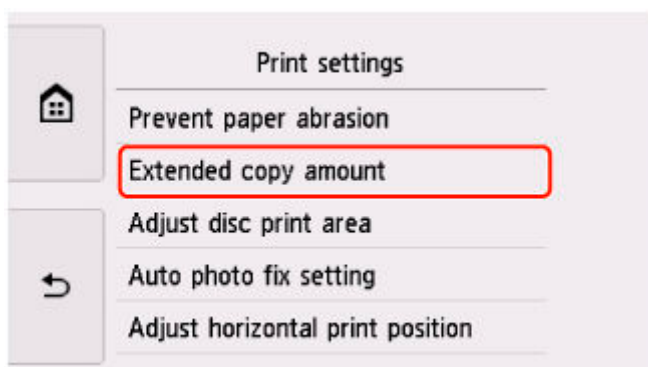 Print settings
Prevent paper abrasion
Extended copy amount
Adjust disc print area
Auto photo fix setting
Adjust horizontal print position